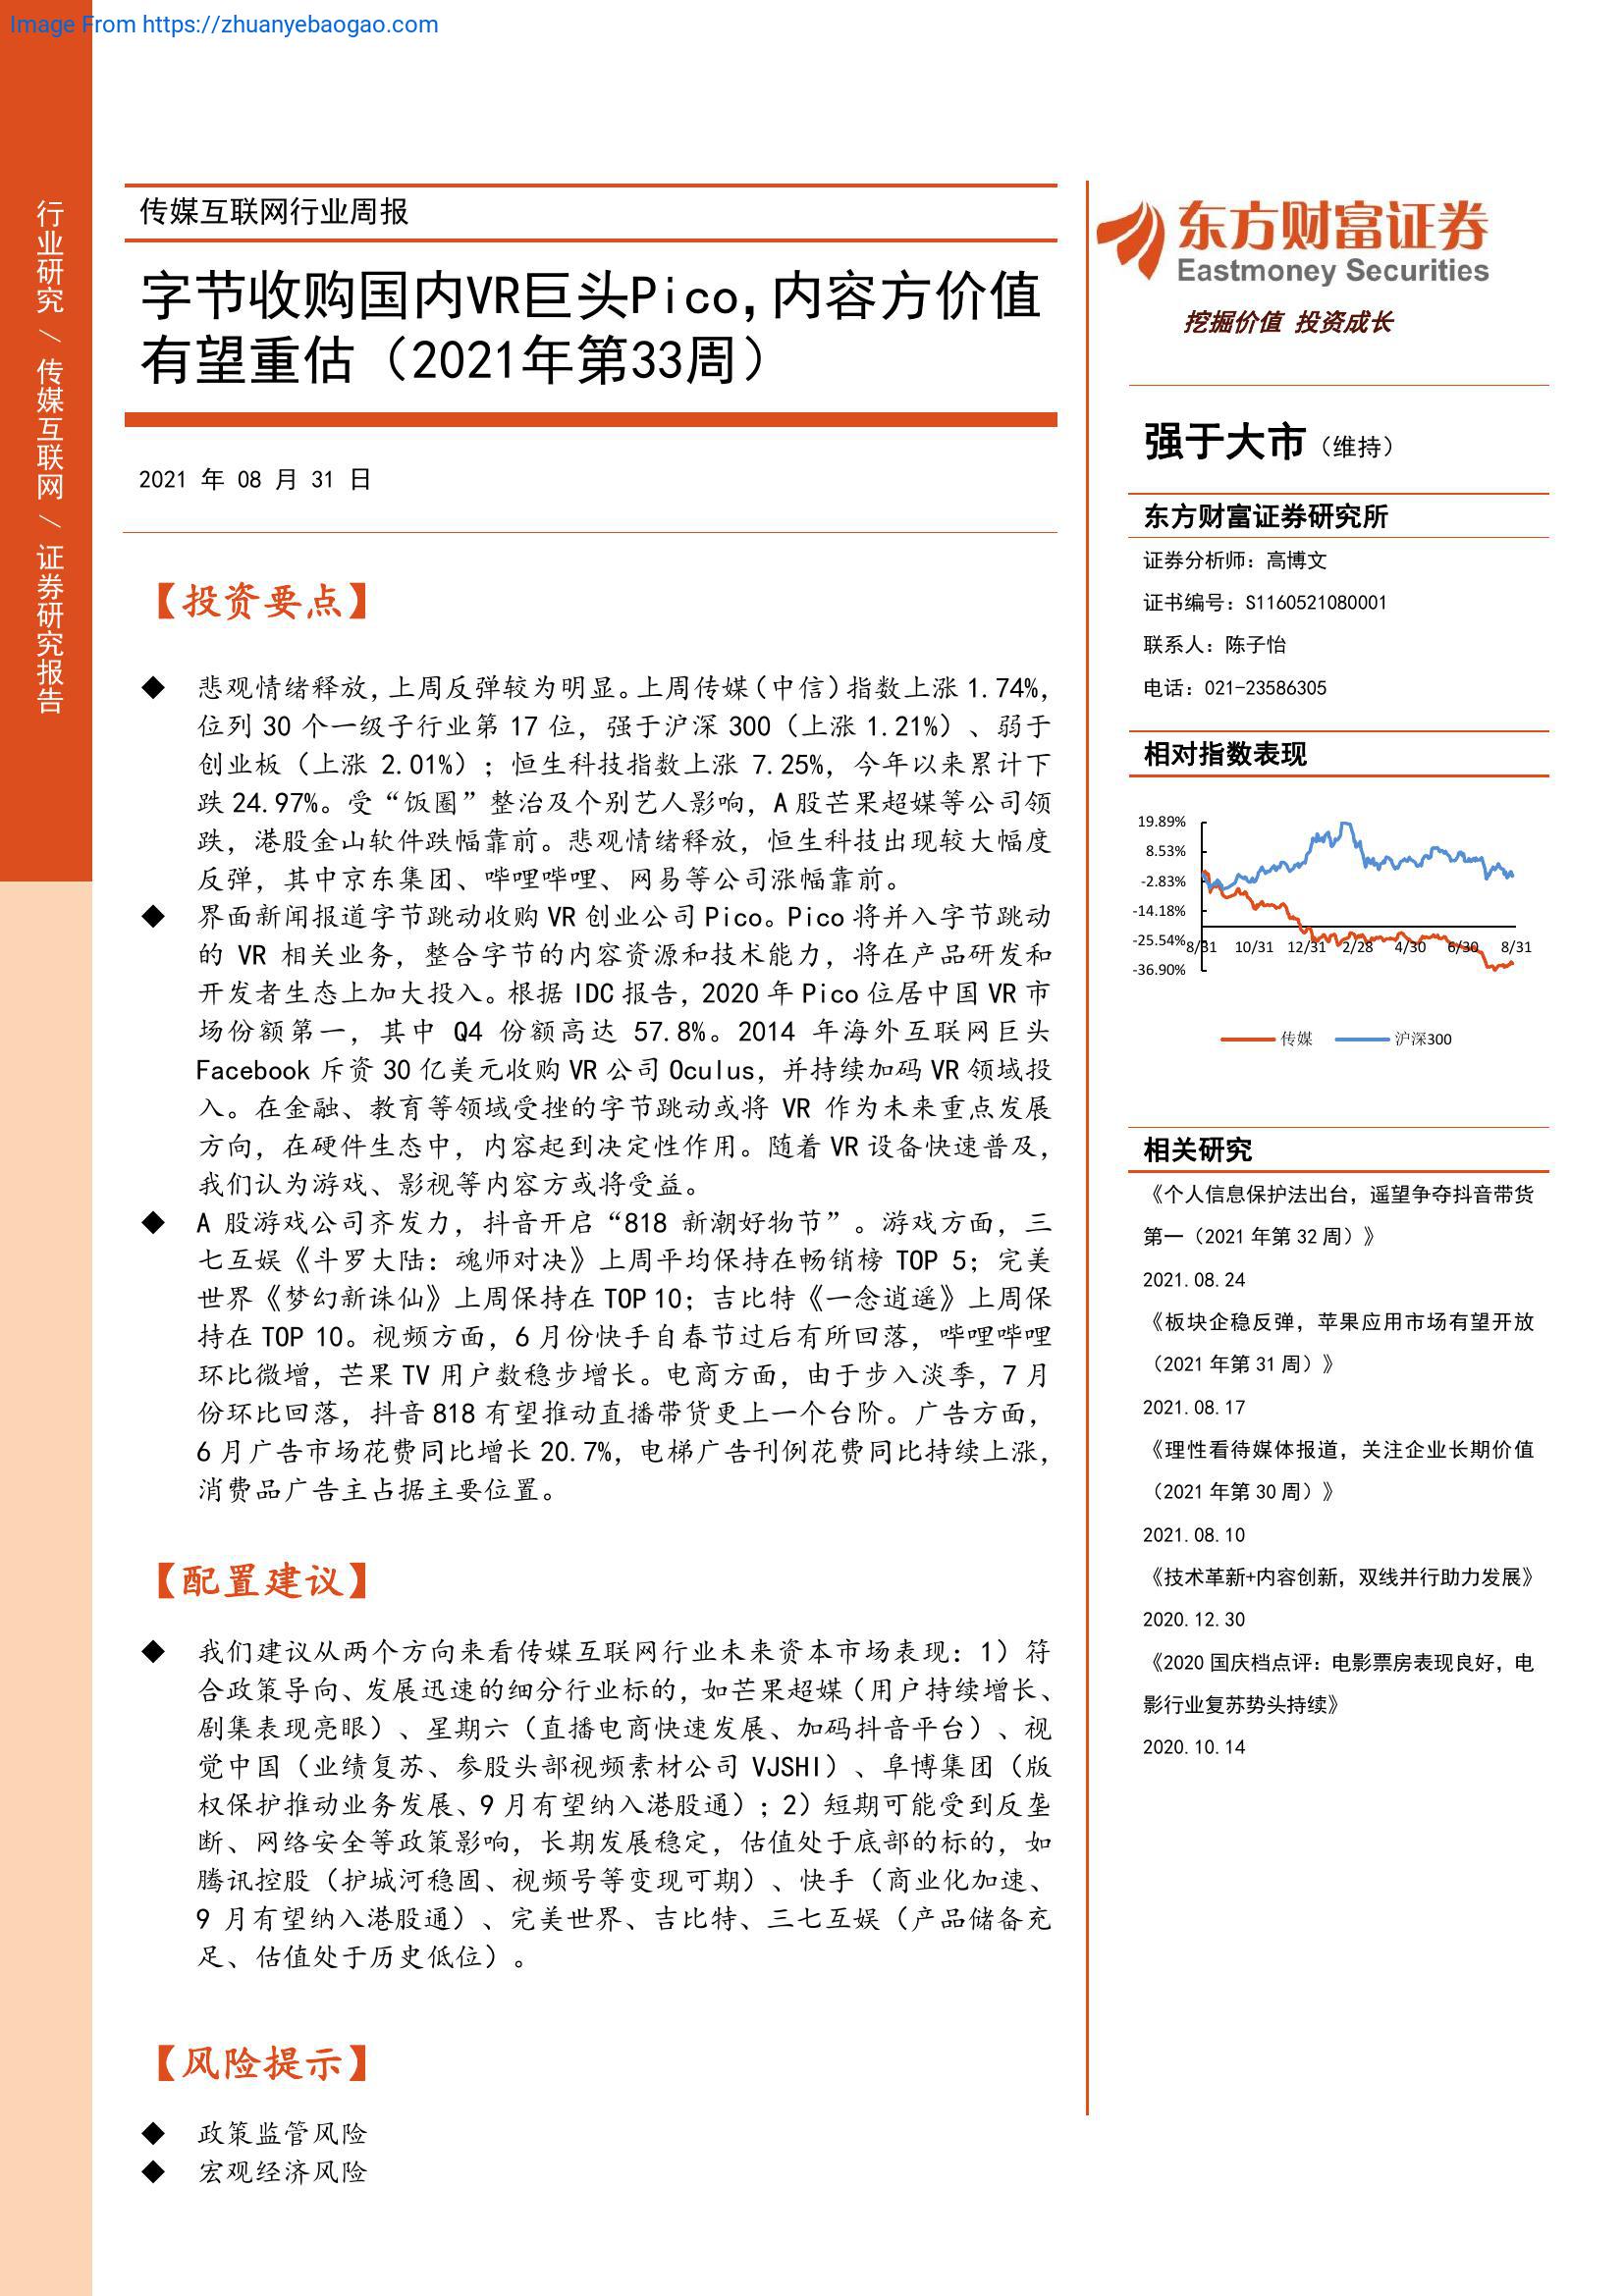 Image From https://zhuanyebaogao.com
行业研究 / 传媒互联网 / 证券研究报告
传媒互联网行业周报
字节收购国内VR巨头Pico,内容方价值
有望重估（2021年第33周）
2021 年 08 月 31 日
【投资要点】
◆ 悲观情绪释放，上周反弹较为明显。上周传媒（中信）指数上涨 1.74%，
位列 30 个一级子行业第 17 位，强于沪深 300（上涨 1.21%）、弱于
创业板（上涨 2.01%）；恒生科技指数上涨 7.25%，今年以来累计下
跌 24.97%。受“饭圈”整治及个别艺人影响，A 股芒果超媒等公司领
跌，港股金山软件跌幅靠前。悲观情绪释放，恒生科技出现较大幅度
反弹，其中京东集团、哔哩哔哩、网易等公司涨幅靠前。
◆ 界面新闻报道字节跳动收购 VR 创业公司 Pico。Pico 将并入字节跳动
的 VR 相关业务，整合字节的内容资源和技术能力，将在产品研发和
开发者生态上加大投入。根据 IDC 报告，2020 年 Pico 位居中国 VR 市
场份额第一，其中 Q4 份额高达 57.8%。2014 年海外互联网巨头
Facebook 斥资 30 亿美元收购 VR 公司 Oculus，并持续加码 VR 领域投
入。在金融、教育等领域受挫的字节跳动或将 VR 作为未来重点发展
方向，在硬件生态中，内容起到决定性作用。随着 VR 设备快速普及，
我们认为游戏、影视等内容方或将受益。
◆ A 股游戏公司齐发力，抖音开启“818 新潮好物节”。游戏方面，三
七互娱《斗罗大陆：魂师对决》上周平均保持在畅销榜 TOP 5；完美
世界《梦幻新诛仙》上周保持在 TOP 10；吉比特《一念逍遥》上周保
持在 TOP 10。视频方面，6 月份快手自春节过后有所回落，哔哩哔哩
环比微增，芒果 TV 用户数稳步增长。电商方面，由于步入淡季，7 月
份环比回落，抖音 818 有望推动直播带货更上一个台阶。广告方面，
6 月广告市场花费同比增长 20.7%，电梯广告刊例花费同比持续上涨，
消费品广告主占据主要位置。
【配置建议】
◆ 我们建议从两个方向来看传媒互联网行业未来资本市场表现：1）符
合政策导向、发展迅速的细分行业标的，如芒果超媒（用户持续增长、
剧集表现亮眼）、星期六（直播电商快速发展、加码抖音平台）、视
觉中国（业绩复苏、参股头部视频素材公司 VJSHI）、阜博集团（版
权保护推动业务发展、9 月有望纳入港股通）；2）短期可能受到反垄
断、网络安全等政策影响，长期发展稳定，估值处于底部的标的，如
腾讯控股（护城河稳固、视频号等变现可期）、快手（商业化加速、
9 月有望纳入港股通）、完美世界、吉比特、三七互娱（产品储备充
足、估值处于历史低位）。
【风险提示】
◆ 政策监管风险
◆ 宏观经济风险
东方财富证券
Eastmoney Securities
挖掘价值 投资成长
强于大市（维持）
东方财富证券研究所
证券分析师：高博文
证书编号：S1160521080001
联系人：陈子怡
电话：021-23586305
相对指数表现
19.89%
8.53%
-2.83%
-14.18%
-25.54%
-36.90%
8/31 10/31 12/31 2/28 4/30 6/30 8/31
传媒 沪深300
相关研究
《个人信息保护法出台，遥望争夺抖音带货
第一（2021 年第 32 周）》
2021.08.24
《板块企稳反弹，苹果应用市场有望开放
（2021 年第 31 周）》
2021.08.17
《理性看待媒体报道，关注企业长期价值
（2021 年第 30 周）》
2021.08.10
《技术革新+内容创新，双线并行助力发展》
2020.12.30
《2020 国庆档点评：电影票房表现良好，电
影行业复苏势头持续》
2020.10.14